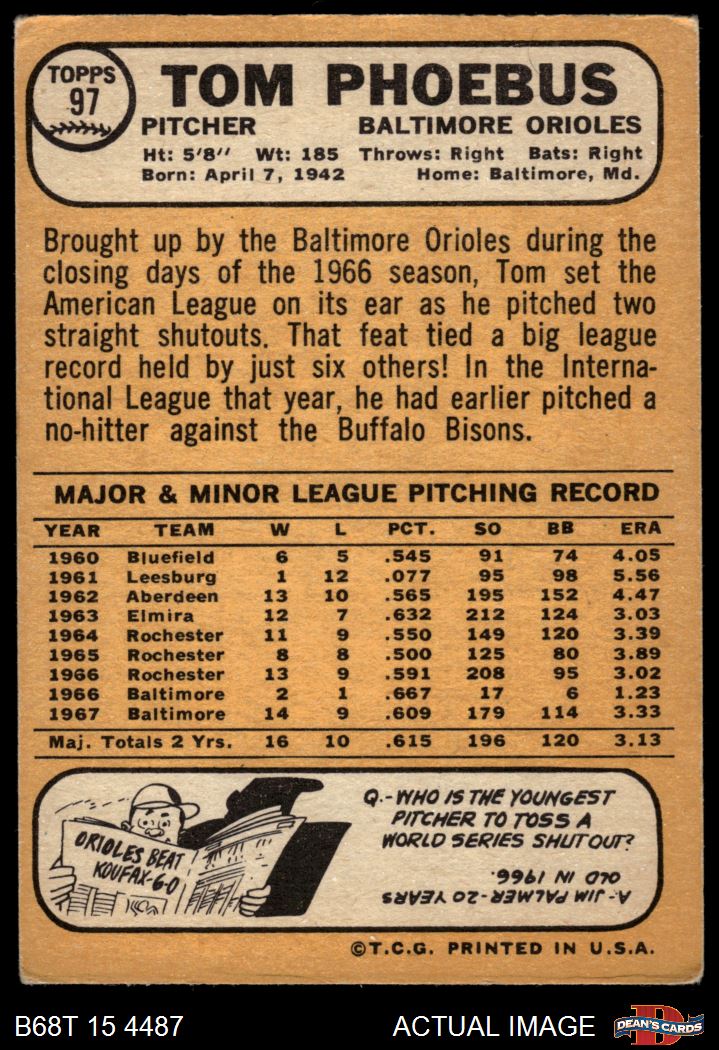 TOPPS
97
TOM PHOEBUS
PITCHER BALTIMORE ORIOLES
Ht: 5'8" Wt: 185 Throws: Right Bats: Right
Born: April 7, 1942 Home: Baltimore, Md.
Brought up by the Baltimore Orioles during the
closing days of the 1966 season, Tom set the
American League on its ear as he pitched two
straight shutouts. That feat tied a big league
record held by just six others! In the Interna-
tional League that year, he had earlier pitched a
no-hitter against the Buffalo Bisons.
MAJOR & MINOR LEAGUE PITCHING RECORD
YEAR TEAM W L PCT. SO BB ERA
1960 Bluefield 6 5 .545 91 74 4.05
1961 Leesburg 1 12 .077 95 98 5.56
1962 Aberdeen 13 10 .565 195 152 4.47
1963 Elmira 12 7 .632 212 124 3.03
1964 Rochester 11 9 .550 149 120 3.39
1965 Rochester 8 8 .500 125 80 3.89
1966 Rochester 13 9 .591 208 95 3.02
1966 Baltimore 2 1 .667 17 6 1.23
1967 Baltimore 14 9 .609 179 114 3.33
Maj. Totals 2 Yrs. 16 10 .615 196 120 3.13
ORIOLES BEAT
KOUFAX-6-0
Q.-WHO IS THE YOUNGEST
PITCHER TO TOSS A
WORLD SERIES SHUTOUT?
A-JIM PALMER-20 YEARS
OLD IN 1966.
©T.C.G. PRINTED IN U.S.A.
B68T 15 4487 ACTUAL IMAGE
D
DEAN'S CARDS